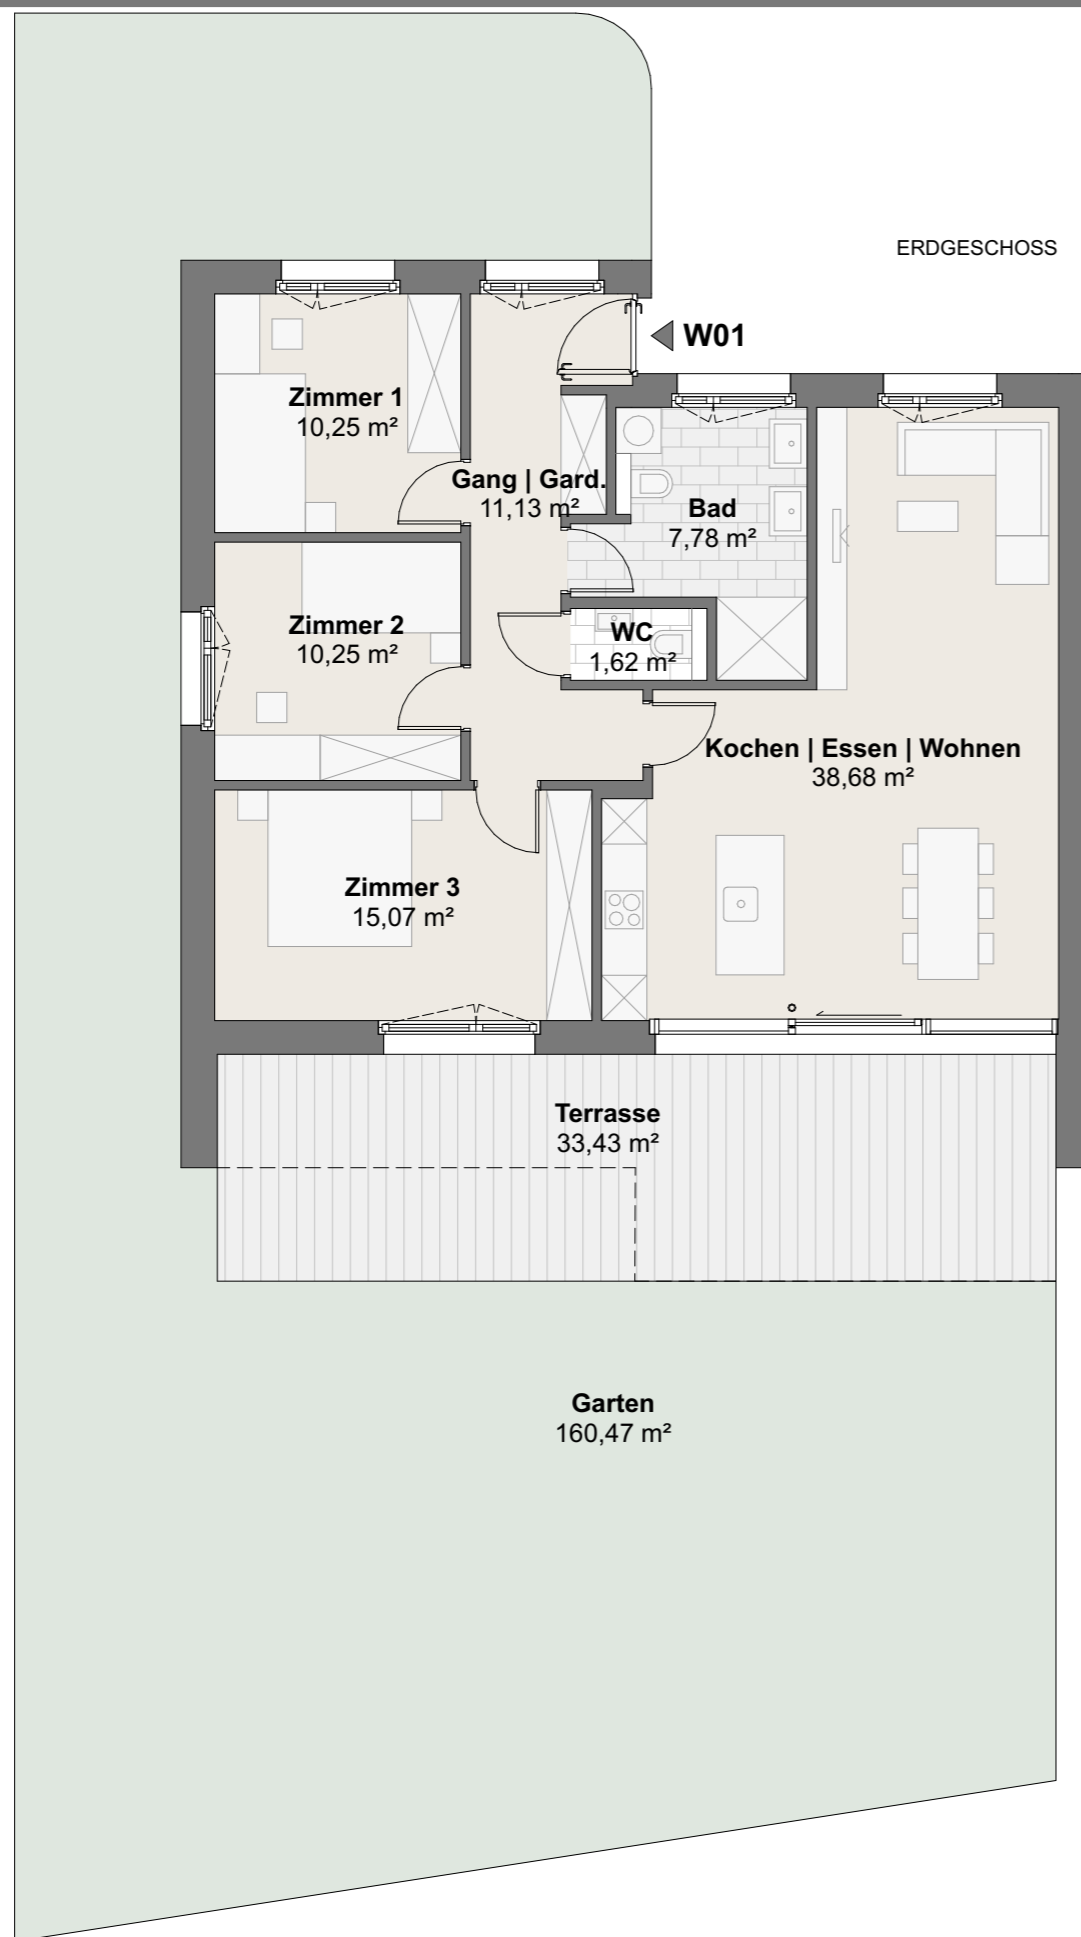 ERDGESCHOSS
W01
Zimmer 1
10,25 m²
Gang | Gard.
11,13 m²
Bad
7,78 m²
Zimmer 2
10,25 m²
WC
1,62 m²
Kochen | Essen | Wohnen
38,68 m²
Zimmer 3
15,07 m²
Terrasse
33,43 m²
Garten
160,47 m²